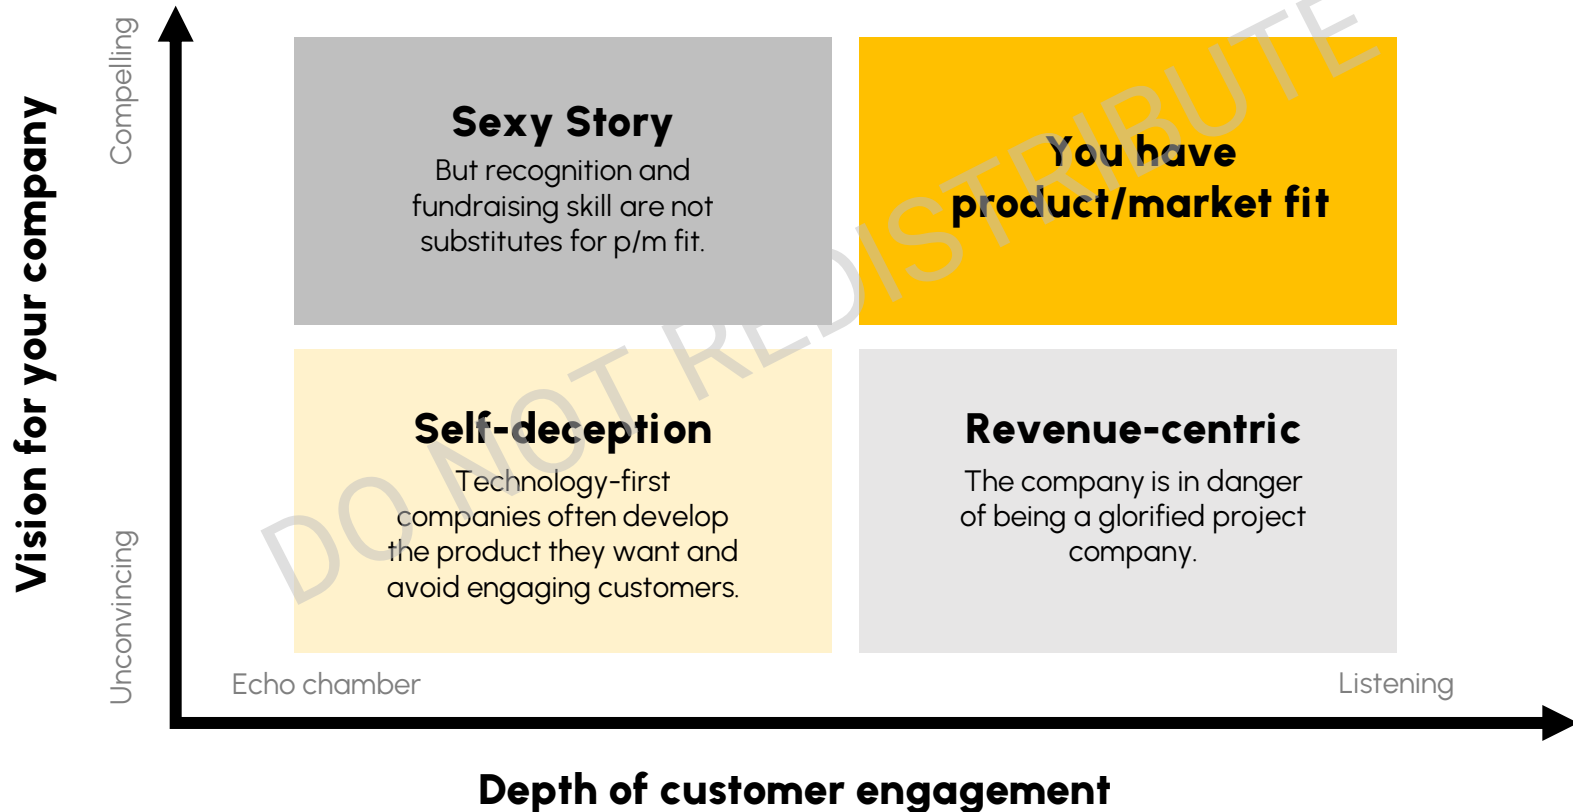 Vision for your company
Compelling
Unconvincing
Sexy Story
But recognition and
fundraising skill are not
substitutes for p/m fit.
You have
product/market fit
Self-deception
Technology-first
companies often develop
the product they want and
avoid engaging customers.
Revenue-centric
The company is in danger
of being a glorified project
company.
Echo chamber
Listening
Depth of customer engagement
DO NOT REDISTRIBUTE